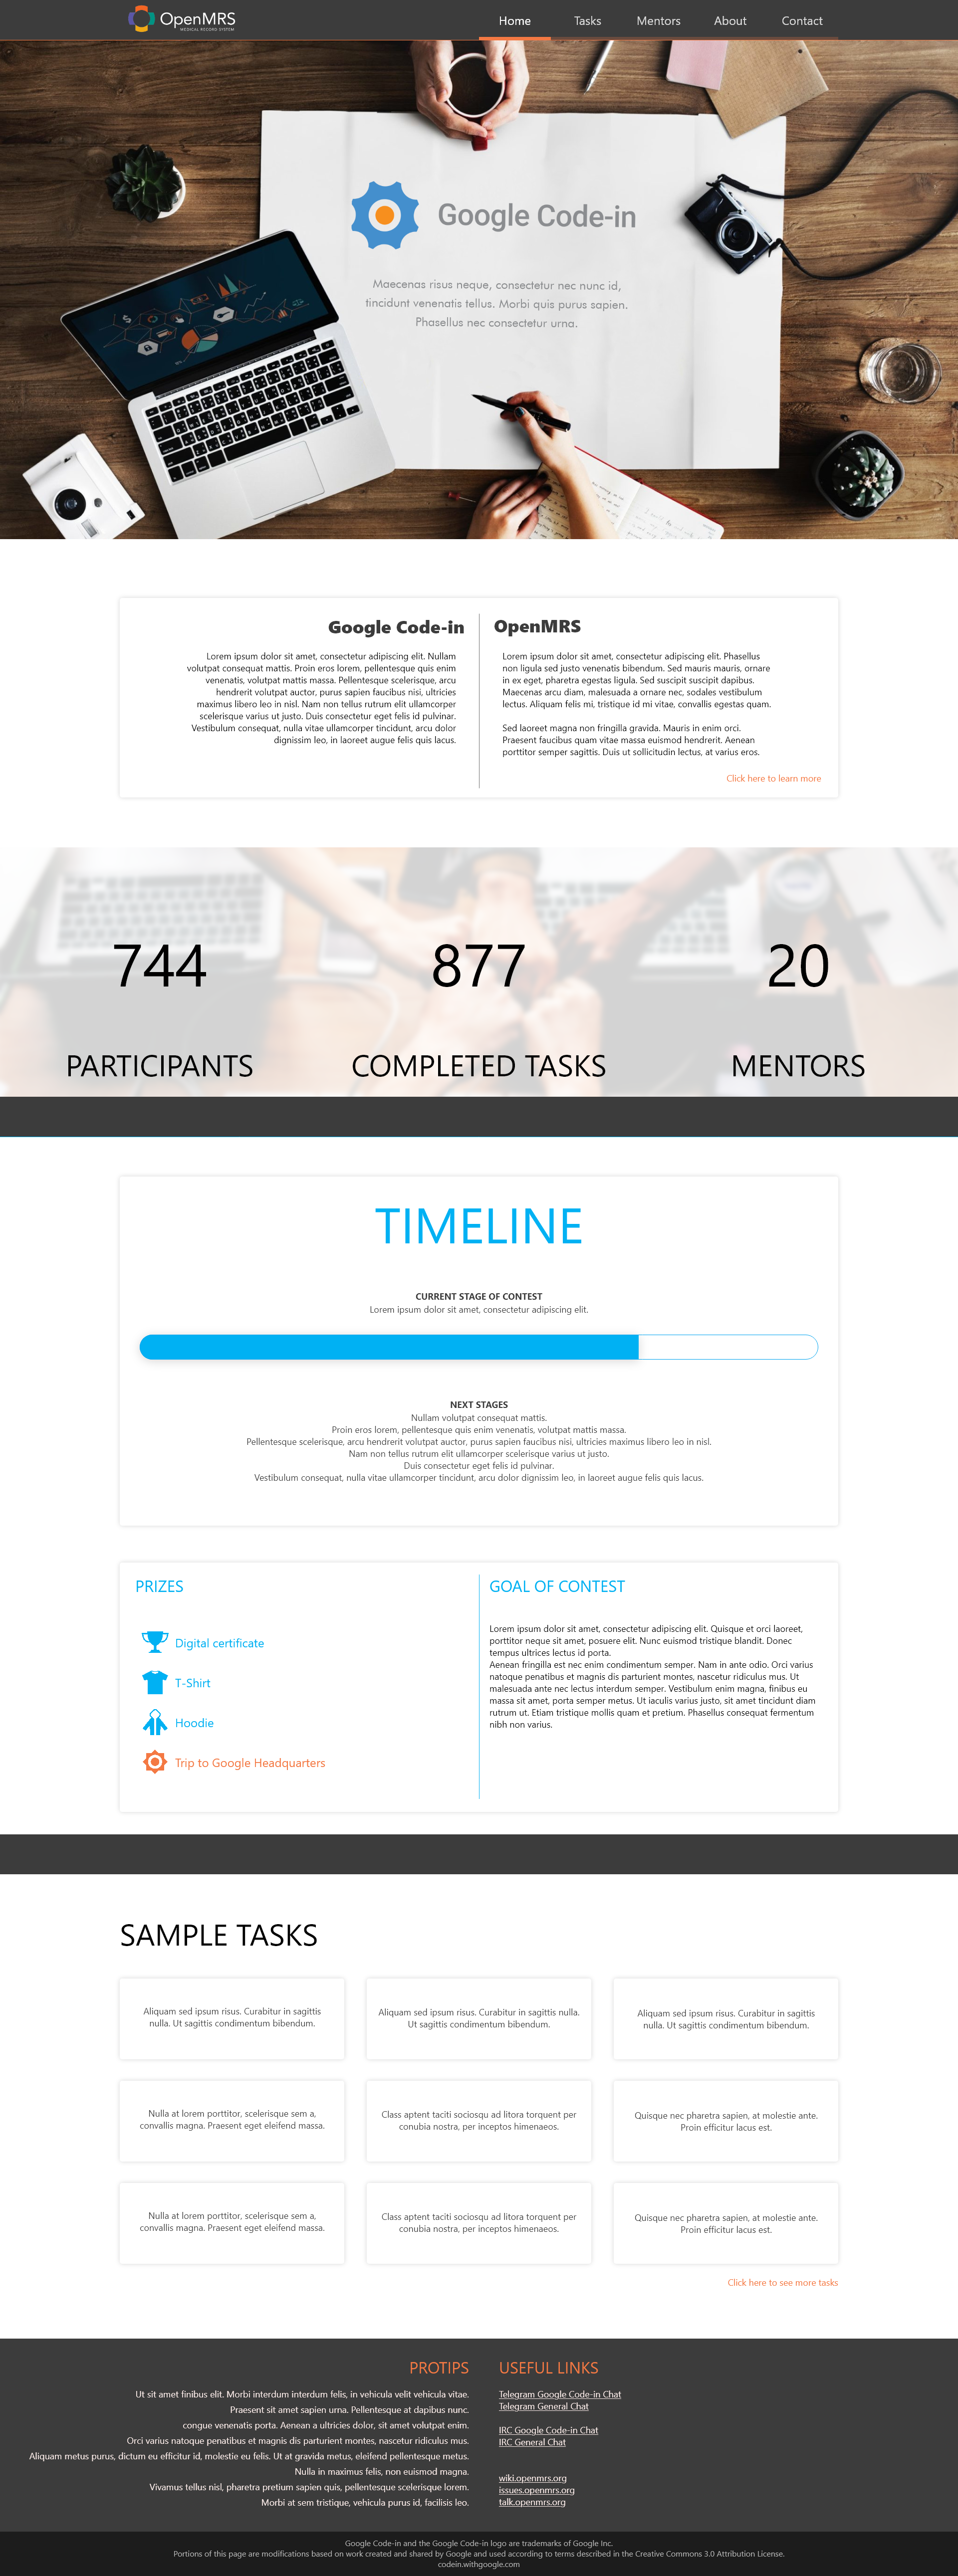 OpenMRS
MEDICAL RECORD SYSTEM
Home
Tasks
Mentors
About
Contact
Google Code-in
Maecenas risus neque, consectetur nec nunc id,
tincidunt venenatis tellus. Morbi quis purus sapien.
Phasellus nec consectetur urna.
Google Code-in
Lorem ipsum dolor sit amet, consectetur adipiscing elit. Nullam
volutpat consequat mattis. Proin eros lorem, pellentesque quis enim
venenatis, volutpat mattis massa. Pellentesque scelerisque, arcu
hendrerit volutpat auctor, purus sapien faucibus nisi, ultricies
maximus libero leo in nisl. Nam non tellus rutrum elit ullamcorper
scelerisque varius ut justo. Duis consectetur eget felis id pulvinar.
Vestibulum consequat, nulla vitae ullamcorper tincidunt, arcu dolor
dignissim leo, in laoreet augue felis quis lacus.
OpenMRS
Lorem ipsum dolor sit amet, consectetur adipiscing elit. Phasellus
non ligula sed justo venenatis bibendum. Sed mauris mauris, ornare
in ex eget, pharetra egestas ligula. Sed suscipit suscipit dapibus.
Maecenas arcu diam, malesuada a ornare nec, sodales vestibulum
lectus. Aliquam felis mi, tristique id mi vitae, convallis egestas quam.
Sed laoreet magna non fringilla gravida. Mauris in enim orci.
Praesent faucibus quam vitae massa euismod hendrerit. Aenean
porttitor semper sagittis. Duis ut sollicitudin lectus, at varius eros.
Click here to learn more
744
PARTICIPANTS
877
COMPLETED TASKS
20
MENTORS
TIMELINE
CURRENT STAGE OF CONTEST
Lorem ipsum dolor sit amet, consectetur adipiscing elit.
NEXT STAGES
Nullam volutpat consequat mattis.
Proin eros lorem, pellentesque quis enim venenatis, volutpat mattis massa.
Pellentesque scelerisque, arcu hendrerit volutpat auctor, purus sapien faucibus nisi, ultricies maximus libero leo in nisl.
Nam non tellus rutrum elit ullamcorper scelerisque varius ut justo.
Duis consectetur eget felis id pulvinar.
Vestibulum consequat, nulla vitae ullamcorper tincidunt, arcu dolor dignissim leo, in laoreet augue felis quis lacus.
PRIZES
Digital certificate
T-Shirt
Hoodie
Trip to Google Headquarters
GOAL OF CONTEST
Lorem ipsum dolor sit amet, consectetur adipiscing elit. Quisque et orci laoreet,
porttitor neque sit amet, posuere elit. Nunc euismod tristique blandit. Donec
tempus ultrices lectus id porta.
Aenean fringilla est nec enim condimentum semper. Nam in ante odio. Orci varius
natoque penatibus et magnis dis parturient montes, nascetur ridiculus mus. Ut
malesuada ante nec lectus interdum semper. Vestibulum enim magna, finibus eu
massa sit amet, porta semper metus. Ut iaculis varius justo, sit amet tincidunt diam
rutrum ut. Etiam tristique mollis quam et pretium. Phasellus consequat fermentum
nibh non varius.
SAMPLE TASKS
Aliquam sed ipsum risus. Curabitur in sagittis
nulla. Ut sagittis condimentum bibendum.
Aliquam sed ipsum risus. Curabitur in sagittis nulla.
Ut sagittis condimentum bibendum.
Aliquam sed ipsum risus. Curabitur in sagittis
nulla. Ut sagittis condimentum bibendum.
Nulla at lorem porttitor, scelerisque sem a,
convallis magna. Praesent eget eleifend massa.
Class aptent taciti sociosqu ad litora torquent per
conubia nostra, per inceptos himenaeos.
Quisque nec pharetra sapien, at molestie ante.
Proin efficitur lacus est.
Nulla at lorem porttitor, scelerisque sem a,
convallis magna. Praesent eget eleifend massa.
Class aptent taciti sociosqu ad litora torquent per
conubia nostra, per inceptos himenaeos.
Quisque nec pharetra sapien, at molestie ante.
Proin efficitur lacus est.
Click here to see more tasks
PROTIPS
Ut sit amet finibus elit. Morbi interdum interdum felis, in vehicula velit vehicula vitae.
Praesent sit amet sapien urna. Pellentesque at dapibus nunc.
congue venenatis porta. Aenean a ultricies dolor, sit amet volutpat enim.
Orci varius natoque penatibus et magnis dis parturient montes, nascetur ridiculus mus.
Aliquam metus purus, dictum eu efficitur id, molestie eu felis. Ut at gravida metus, eleifend pellentesque metus.
Nulla in maximus felis, non euismod magna.
Vivamus tellus nisl, pharetra pretium sapien quis, pellentesque scelerisque lorem.
Morbi at sem tristique, vehicula purus id, facilisis leo.
USEFUL LINKS
Telegram Google Code-in Chat
Telegram General Chat
IRC Google Code-in Chat
IRC General Chat
wiki.openmrs.org
issues.openmrs.org
talk.openmrs.org
Google Code-in and the Google Code-in logo are trademarks of Google Inc.
Portions of this page are modifications based on work created and shared by Google and used according to terms described in the Creative Commons 3.0 Attribution License.
codein.withgoogle.com